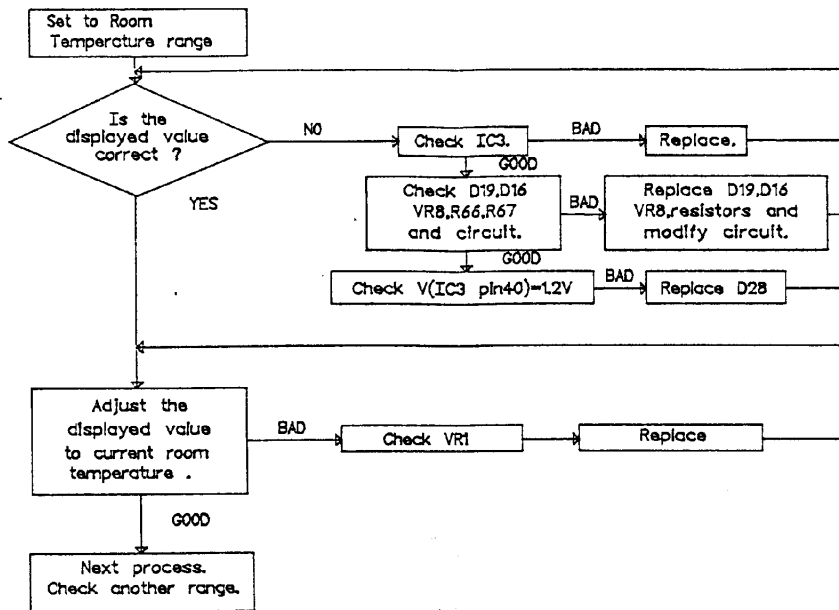 Set to Room
Temperature range
Is the
displayed value
correct ?
NO
Check IC3.
BAD
Replace.
GOOD
YES
Check D19,D16
VR8,R66,R67
and circuit.
BAD
Replace D19,D16
VR8,resistors and
modify circuit.
GOOD
Check V(IC3 pin40)=1.2V
BAD
Replace D28
Adjust the
displayed value
to current room
temperature .
BAD
Check VR1
Replace
GOOD
Next process.
Check another range.